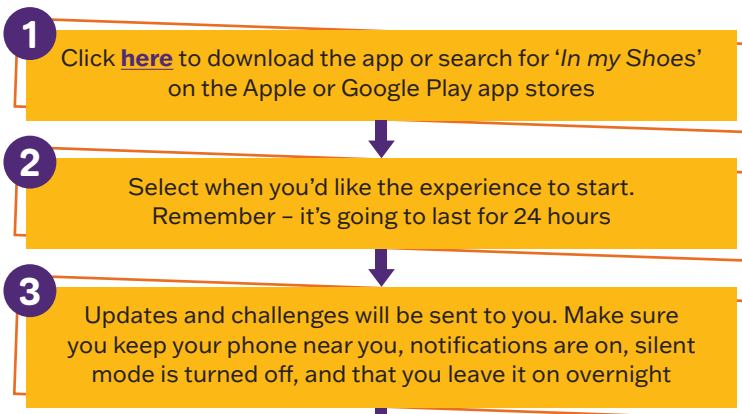 1
Click here to download the app or search for ‘In my Shoes’
on the Apple or Google Play app stores
2
Select when you’d like the experience to start.
Remember – it’s going to last for 24 hours
3
Updates and challenges will be sent to you. Make sure
you keep your phone near you, notifications are on, silent
mode is turned off, and that you leave it on overnight